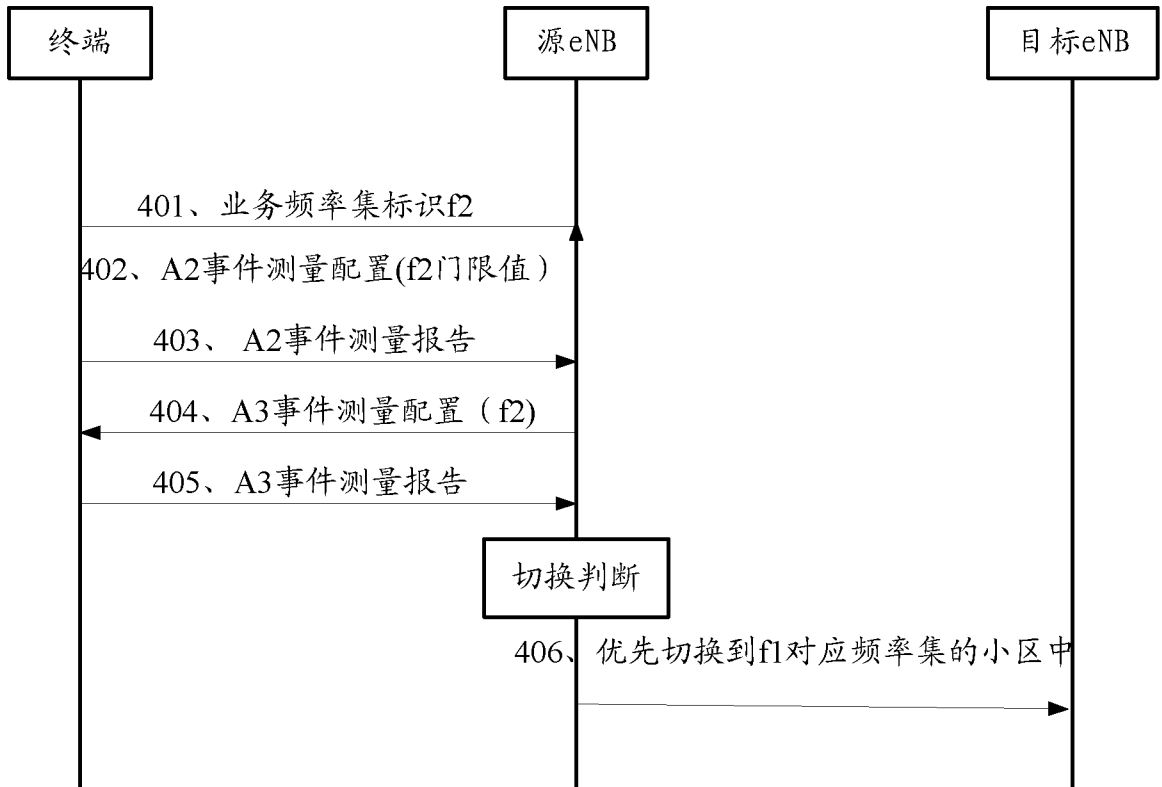 终端
源eNB
目标eNB
401、业务频率集标识f2
402、A2事件测量配置(f2门限值）
403、 A2事件测量报告
404、A3事件测量配置（f2)
405、A3事件测量报告
切换判断
406、优先切换到f1对应频率集的小区中